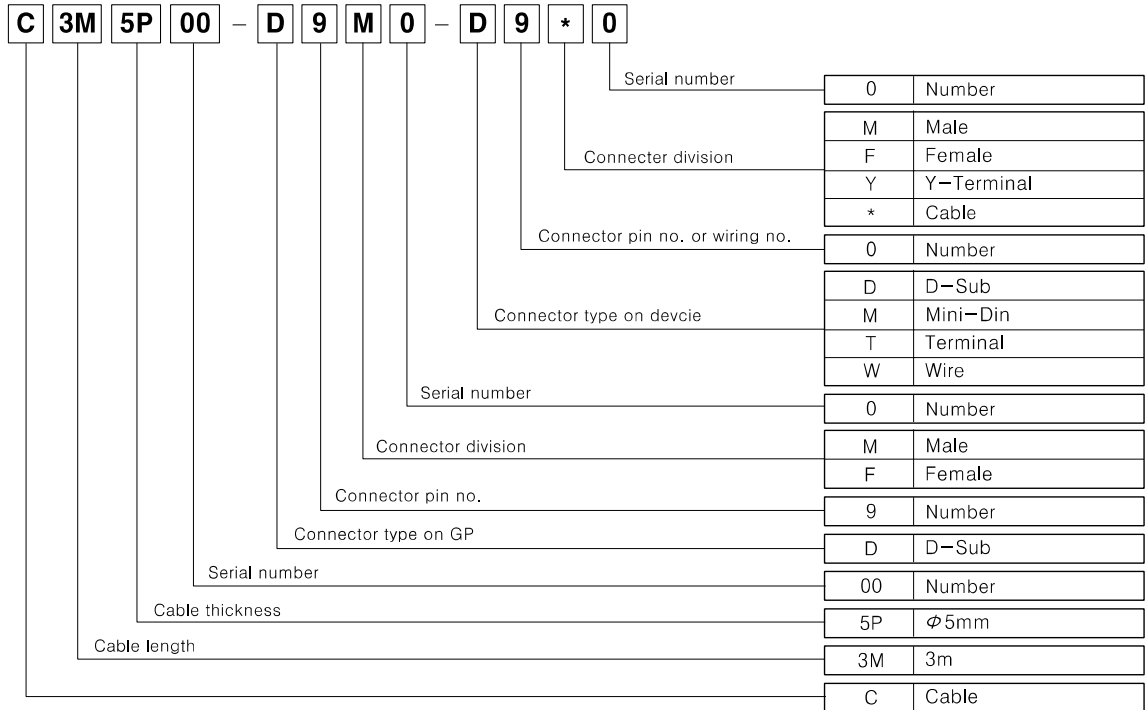 C 3M 5P 00 - D 9 M 0 - D 9 * 0
Serial number
0 Number
M Male
Connecter division
F Female
Y Y-Terminal
* Cable
Connector pin no. or wiring no.
0 Number
D D-Sub
Connector type on devcie
M Mini-Din
T Terminal
W Wire
Serial number
0 Number
Connector division
M Male
F Female
Connector pin no.
9 Number
Connector type on GP
D D-Sub
Serial number
00 Number
Cable thickness
5P Φ5mm
Cable length
3M 3m
C Cable